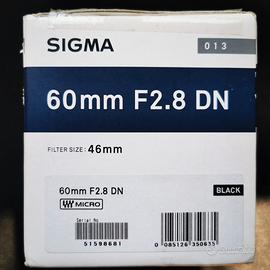 SIGMA
013
60mm F2.8 DN
FILTER SIZE: 46mm
60mm F2.8 DN
BLACK
MICRO
Serial No
51598681
0 085126 350635